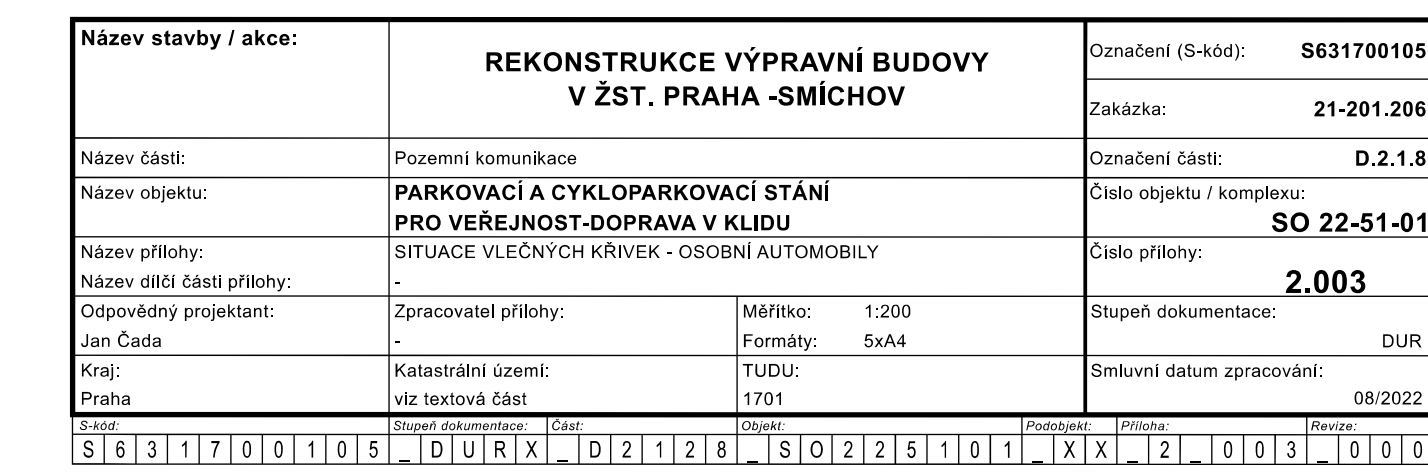 Název stavby / akce:
REKONSTRUKCE VÝPRAVNÍ BUDOVY
V ŽST. PRAHA -SMÍCHOV
Označení (S-kód): S631700105
Zakázka: 21-201.206
Název části: Pozemní komunikace
Označení části: D.2.1.8
Název objektu: PARKOVACÍ A CYKLOPARKOVACÍ STÁNÍ
PRO VEŘEJNOST-DOPRAVA V KLIDU
Číslo objektu / komplexu:
SO 22-51-01
Název přílohy: SITUACE VLEČNÝCH KŘIVEK - OSOBNÍ AUTOMOBILY
Název dílčí části přílohy: -
Číslo přílohy:
2.003
Odpovědný projektant: Zpracovatel přílohy: Měřítko: 1:200 Stupeň dokumentace:
Jan Čada - Formáty: 5xA4 DUR
Kraj: Katastrální území: TUDU: Smluvní datum zpracování:
Praha viz textová část 1701 08/2022
S-kód: Stupeň dokumentace: Část: Objekt: Podobjekt: Příloha: Revize:
S 6 3 1 7 0 0 1 0 5 _ D U R X _ D 2 1 2 8 _ S O 2 2 5 1 0 1 _ X X _ 2 _ 0 0 3 _ 0 0 0